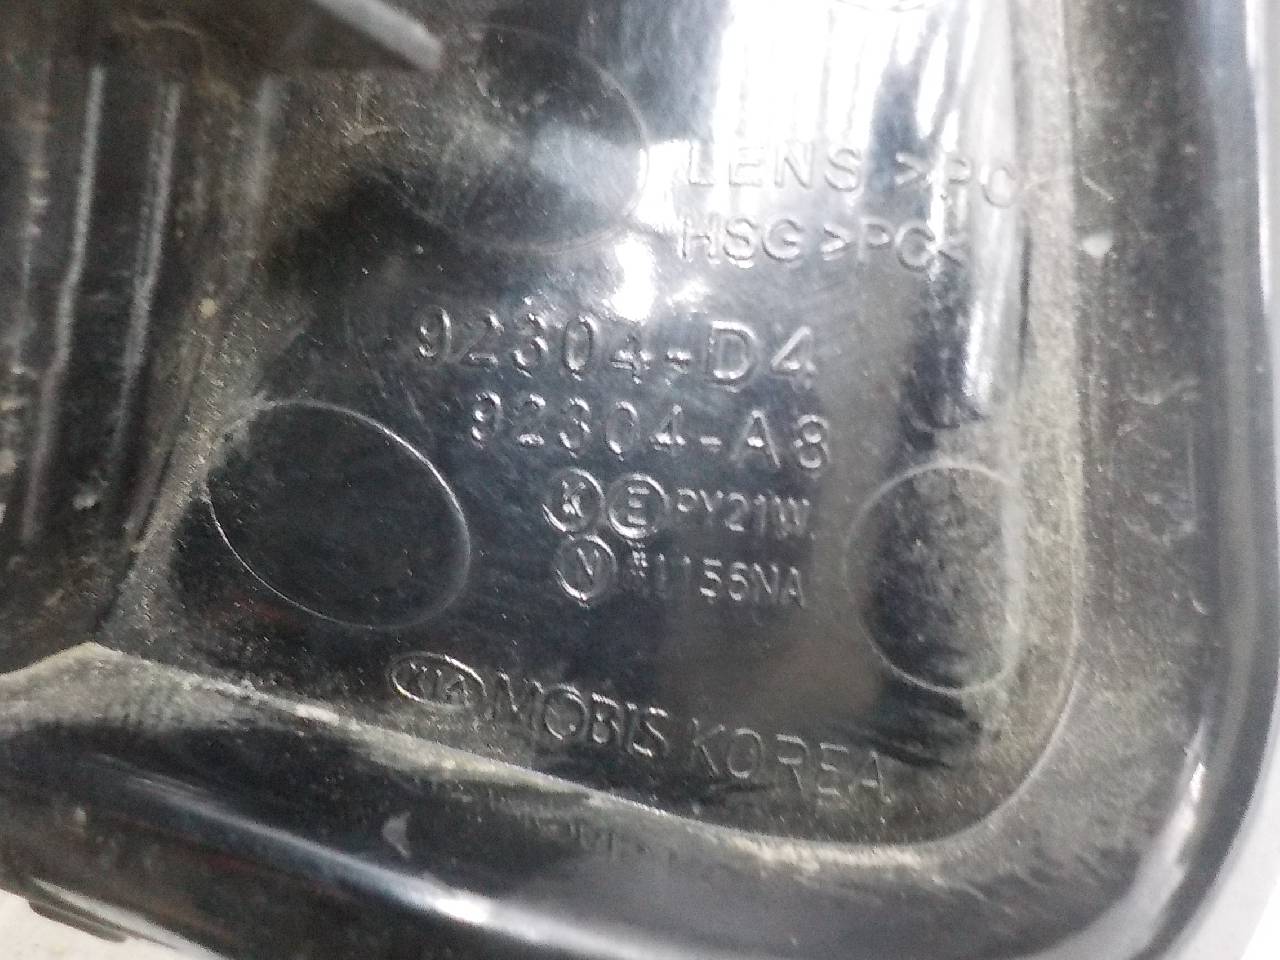 LENS >PC
HSG >PC<
92304-D4
92304-A8
K E PY21W
V #1156NA
KIA MOBIS KOREA